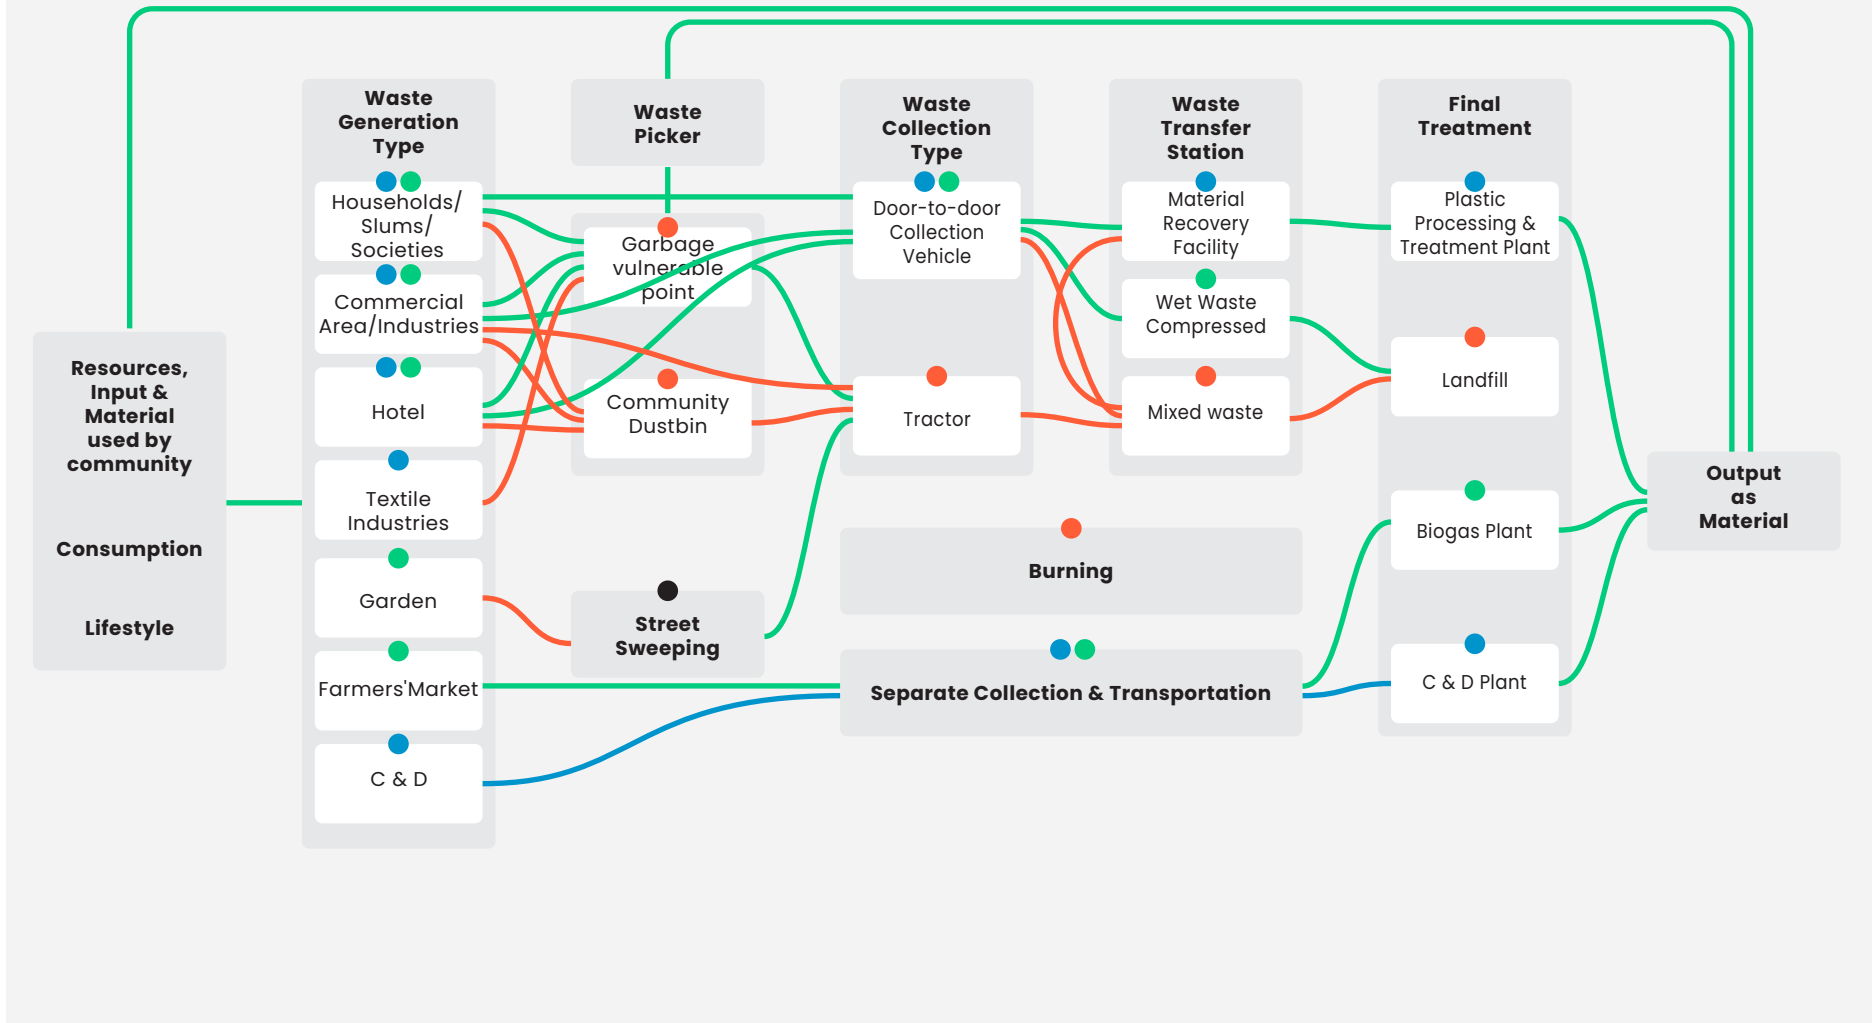 Resources,
Input &
Material
used by
community
Consumption
Lifestyle
Waste
Generation
Type
Households/
Slums/
Societies
Commercial
Area/Industries
Hotel
Textile
Industries
Garden
Farmers'Market
C & D
Waste
Picker
Garbage
vulnerable
point
Community
Dustbin
Street
Sweeping
Waste
Collection
Type
Door-to-door
Collection
Vehicle
Tractor
Waste
Transfer
Station
Material
Recovery
Facility
Wet Waste
Compressed
Mixed waste
Burning
Separate Collection & Transportation
Final
Treatment
Plastic
Processing &
Treatment Plant
Landfill
Biogas Plant
C & D Plant
Output
as
Material